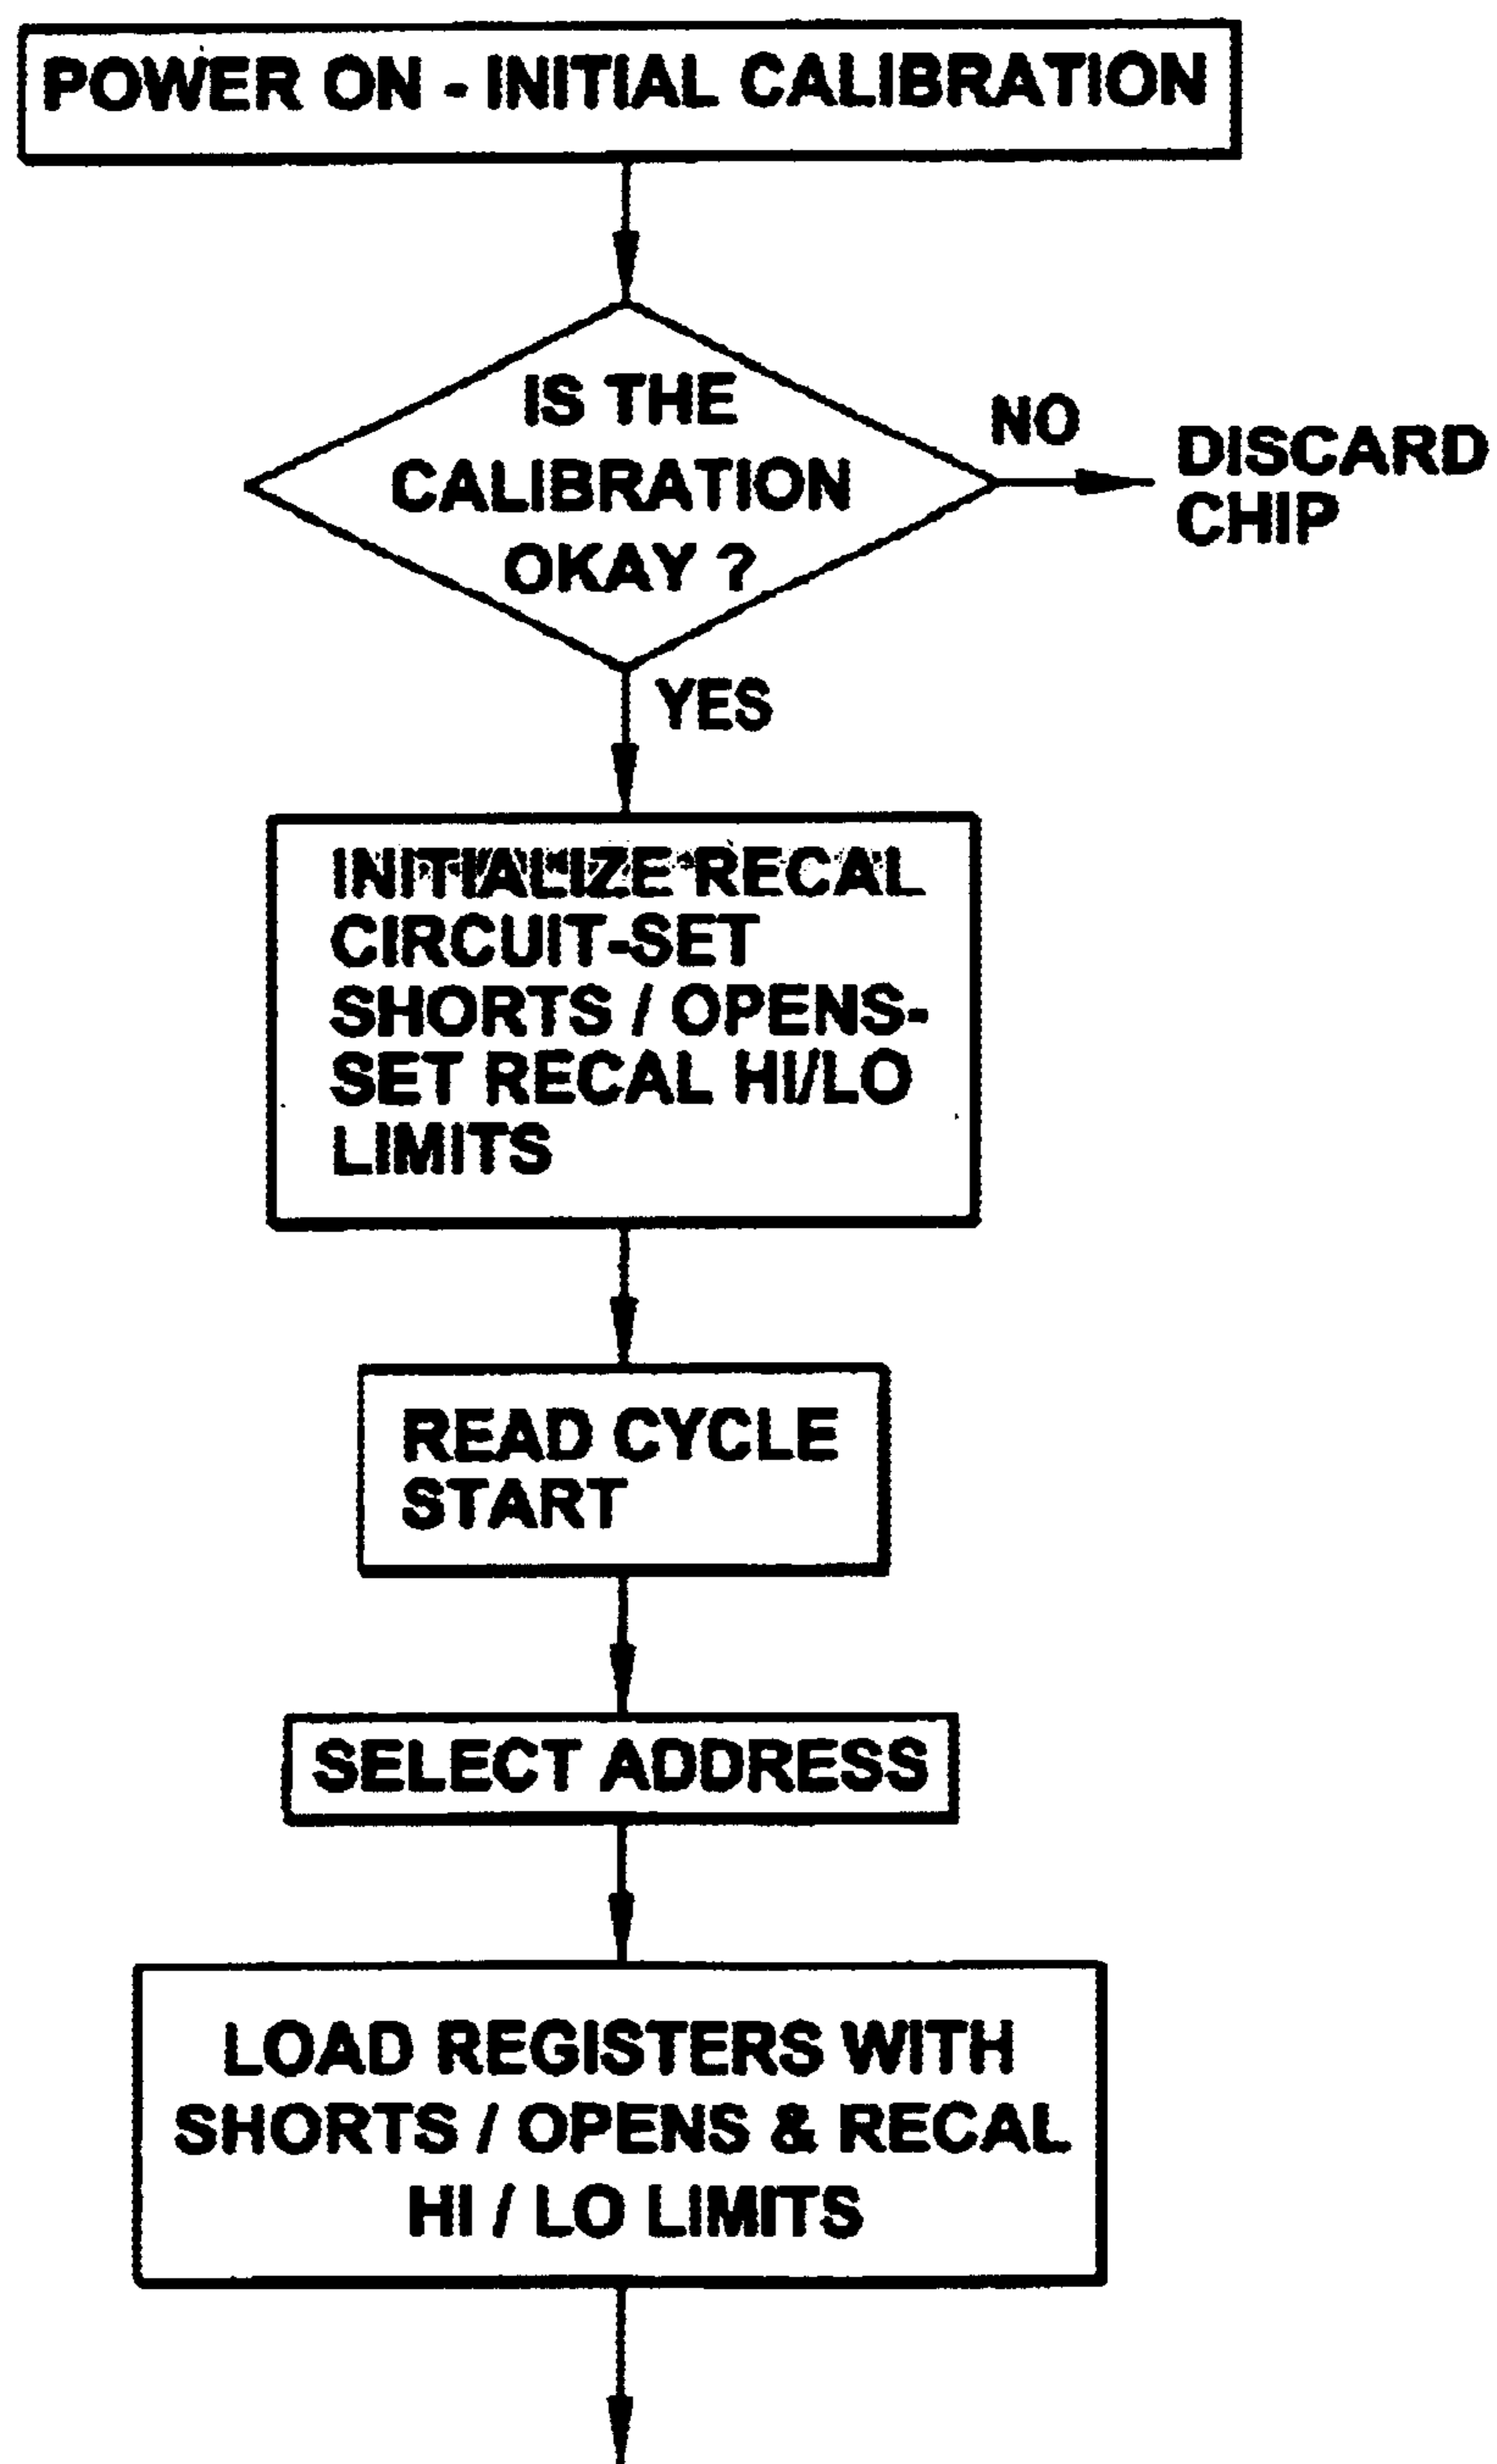 POWER ON - INITIAL CALIBRATION
IS THE
CALIBRATION
OKAY ?
NO
DISCARD
CHIP
YES
INITIALIZE RECAL
CIRCUIT-SET
SHORTS / OPENS-
SET RECAL HI/LO
LIMITS
READ CYCLE
START
SELECT ADDRESS
LOAD REGISTERS WITH
SHORTS / OPENS & RECAL
HI / LO LIMITS